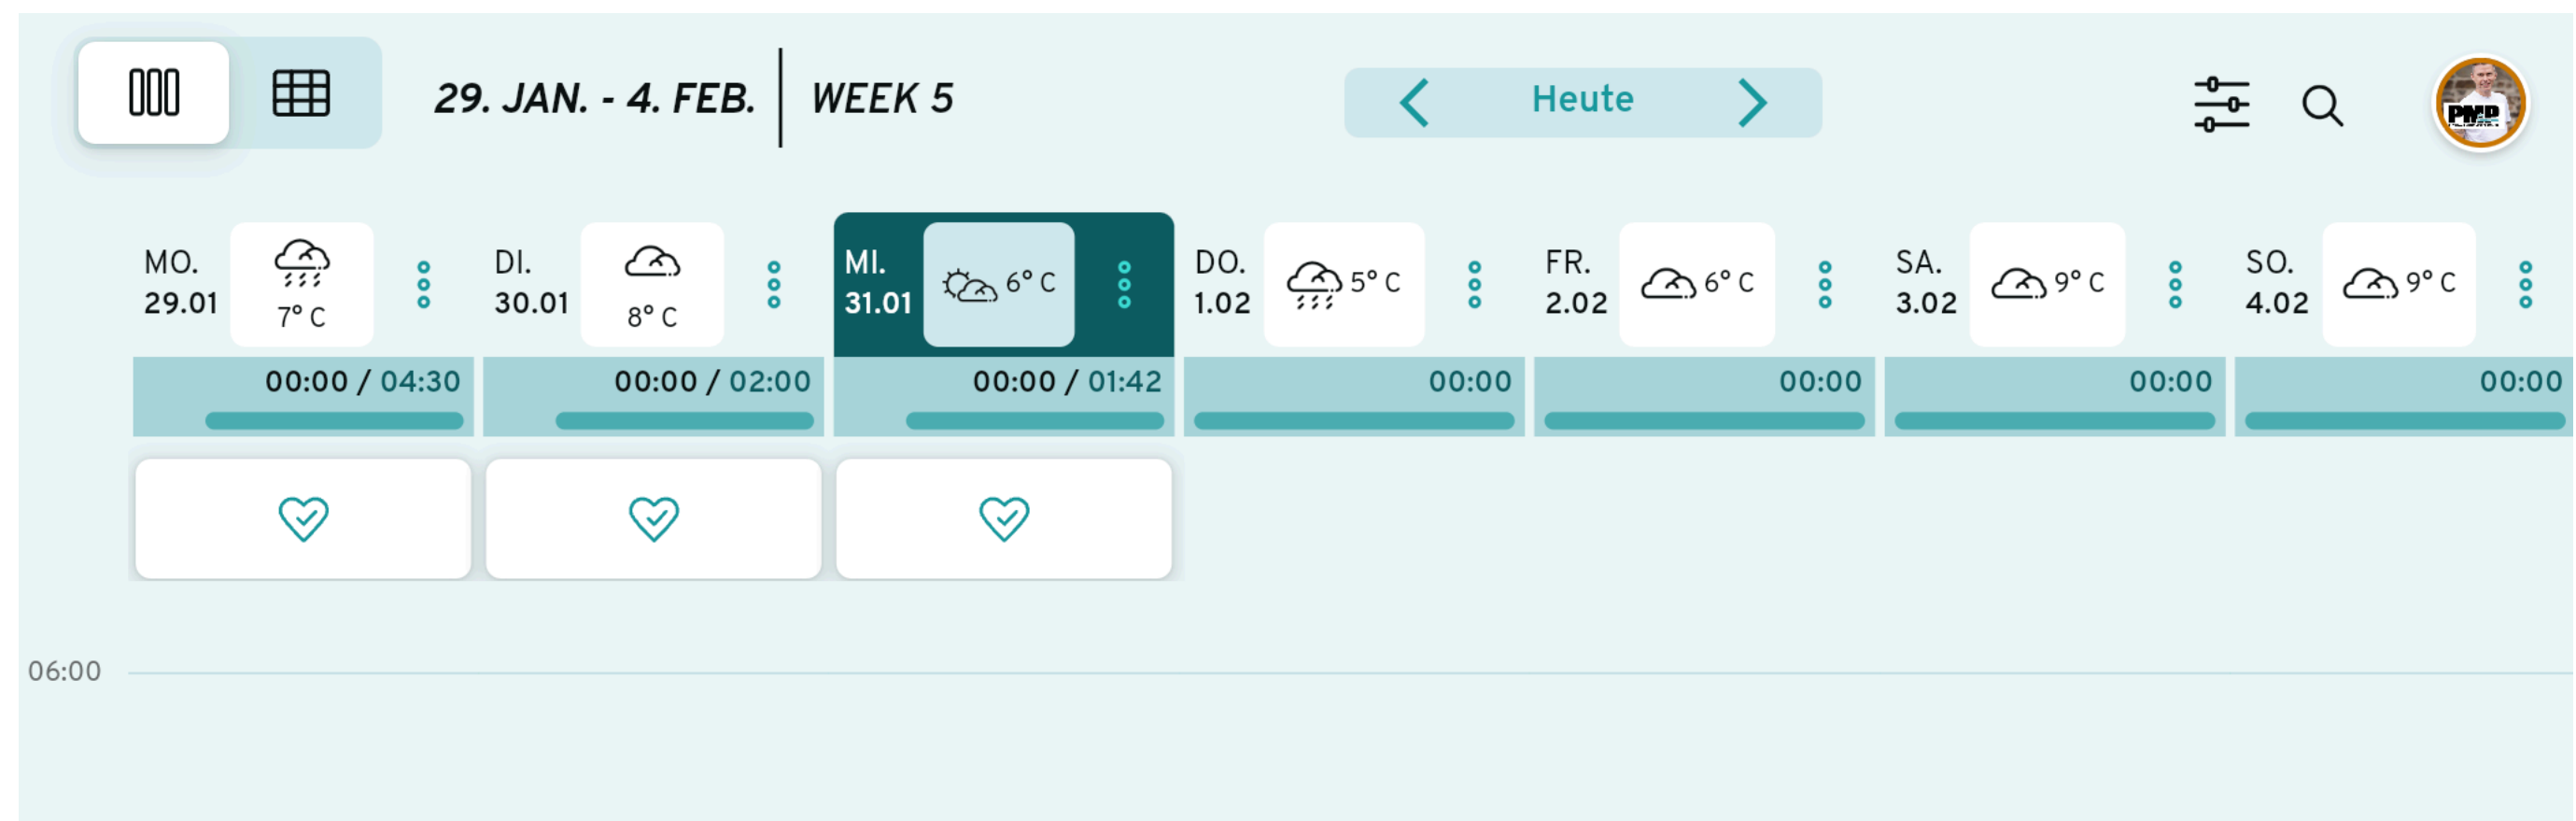 29. JAN. - 4. FEB. WEEK 5 Heute
PMP
MO. 29.01 7° C
DI. 30.01 8° C
MI. 31.01 6° C
DO. 1.02 5° C
FR. 2.02 6° C
SA. 3.02 9° C
SO. 4.02 9° C
00:00 / 04:30
00:00 / 02:00
00:00 / 01:42
00:00
00:00
00:00
00:00
06:00